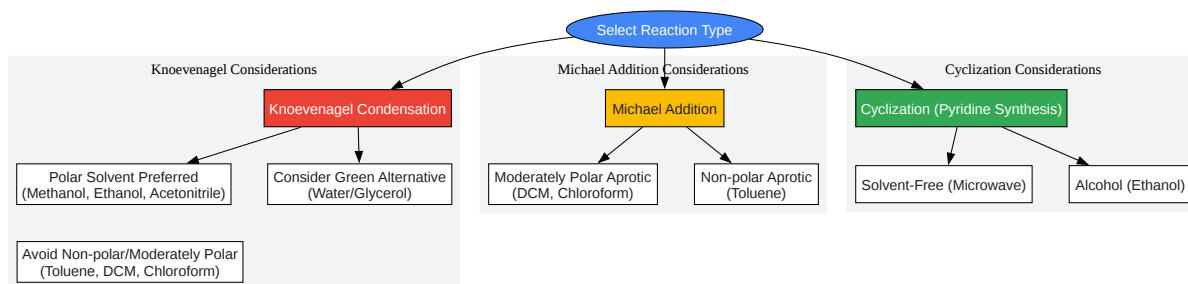 Select Reaction Type
Knoevenagel Considerations
Michael Addition Considerations
Cyclization Considerations
Knoevenagel Condensation
Michael Addition
Cyclization (Pyridine Synthesis)
Polar Solvent Preferred
(Methanol, Ethanol, Acetonitrile)
Consider Green Alternative
(Water/Glycerol)
Moderately Polar Aprotic
(DCM, Chloroform)
Non-polar Aprotic
(Toluene)
Solvent-Free (Microwave)
Alcohol (Ethanol)
Avoid Non-polar/Moderately Polar
(Toluene, DCM, Chloroform)